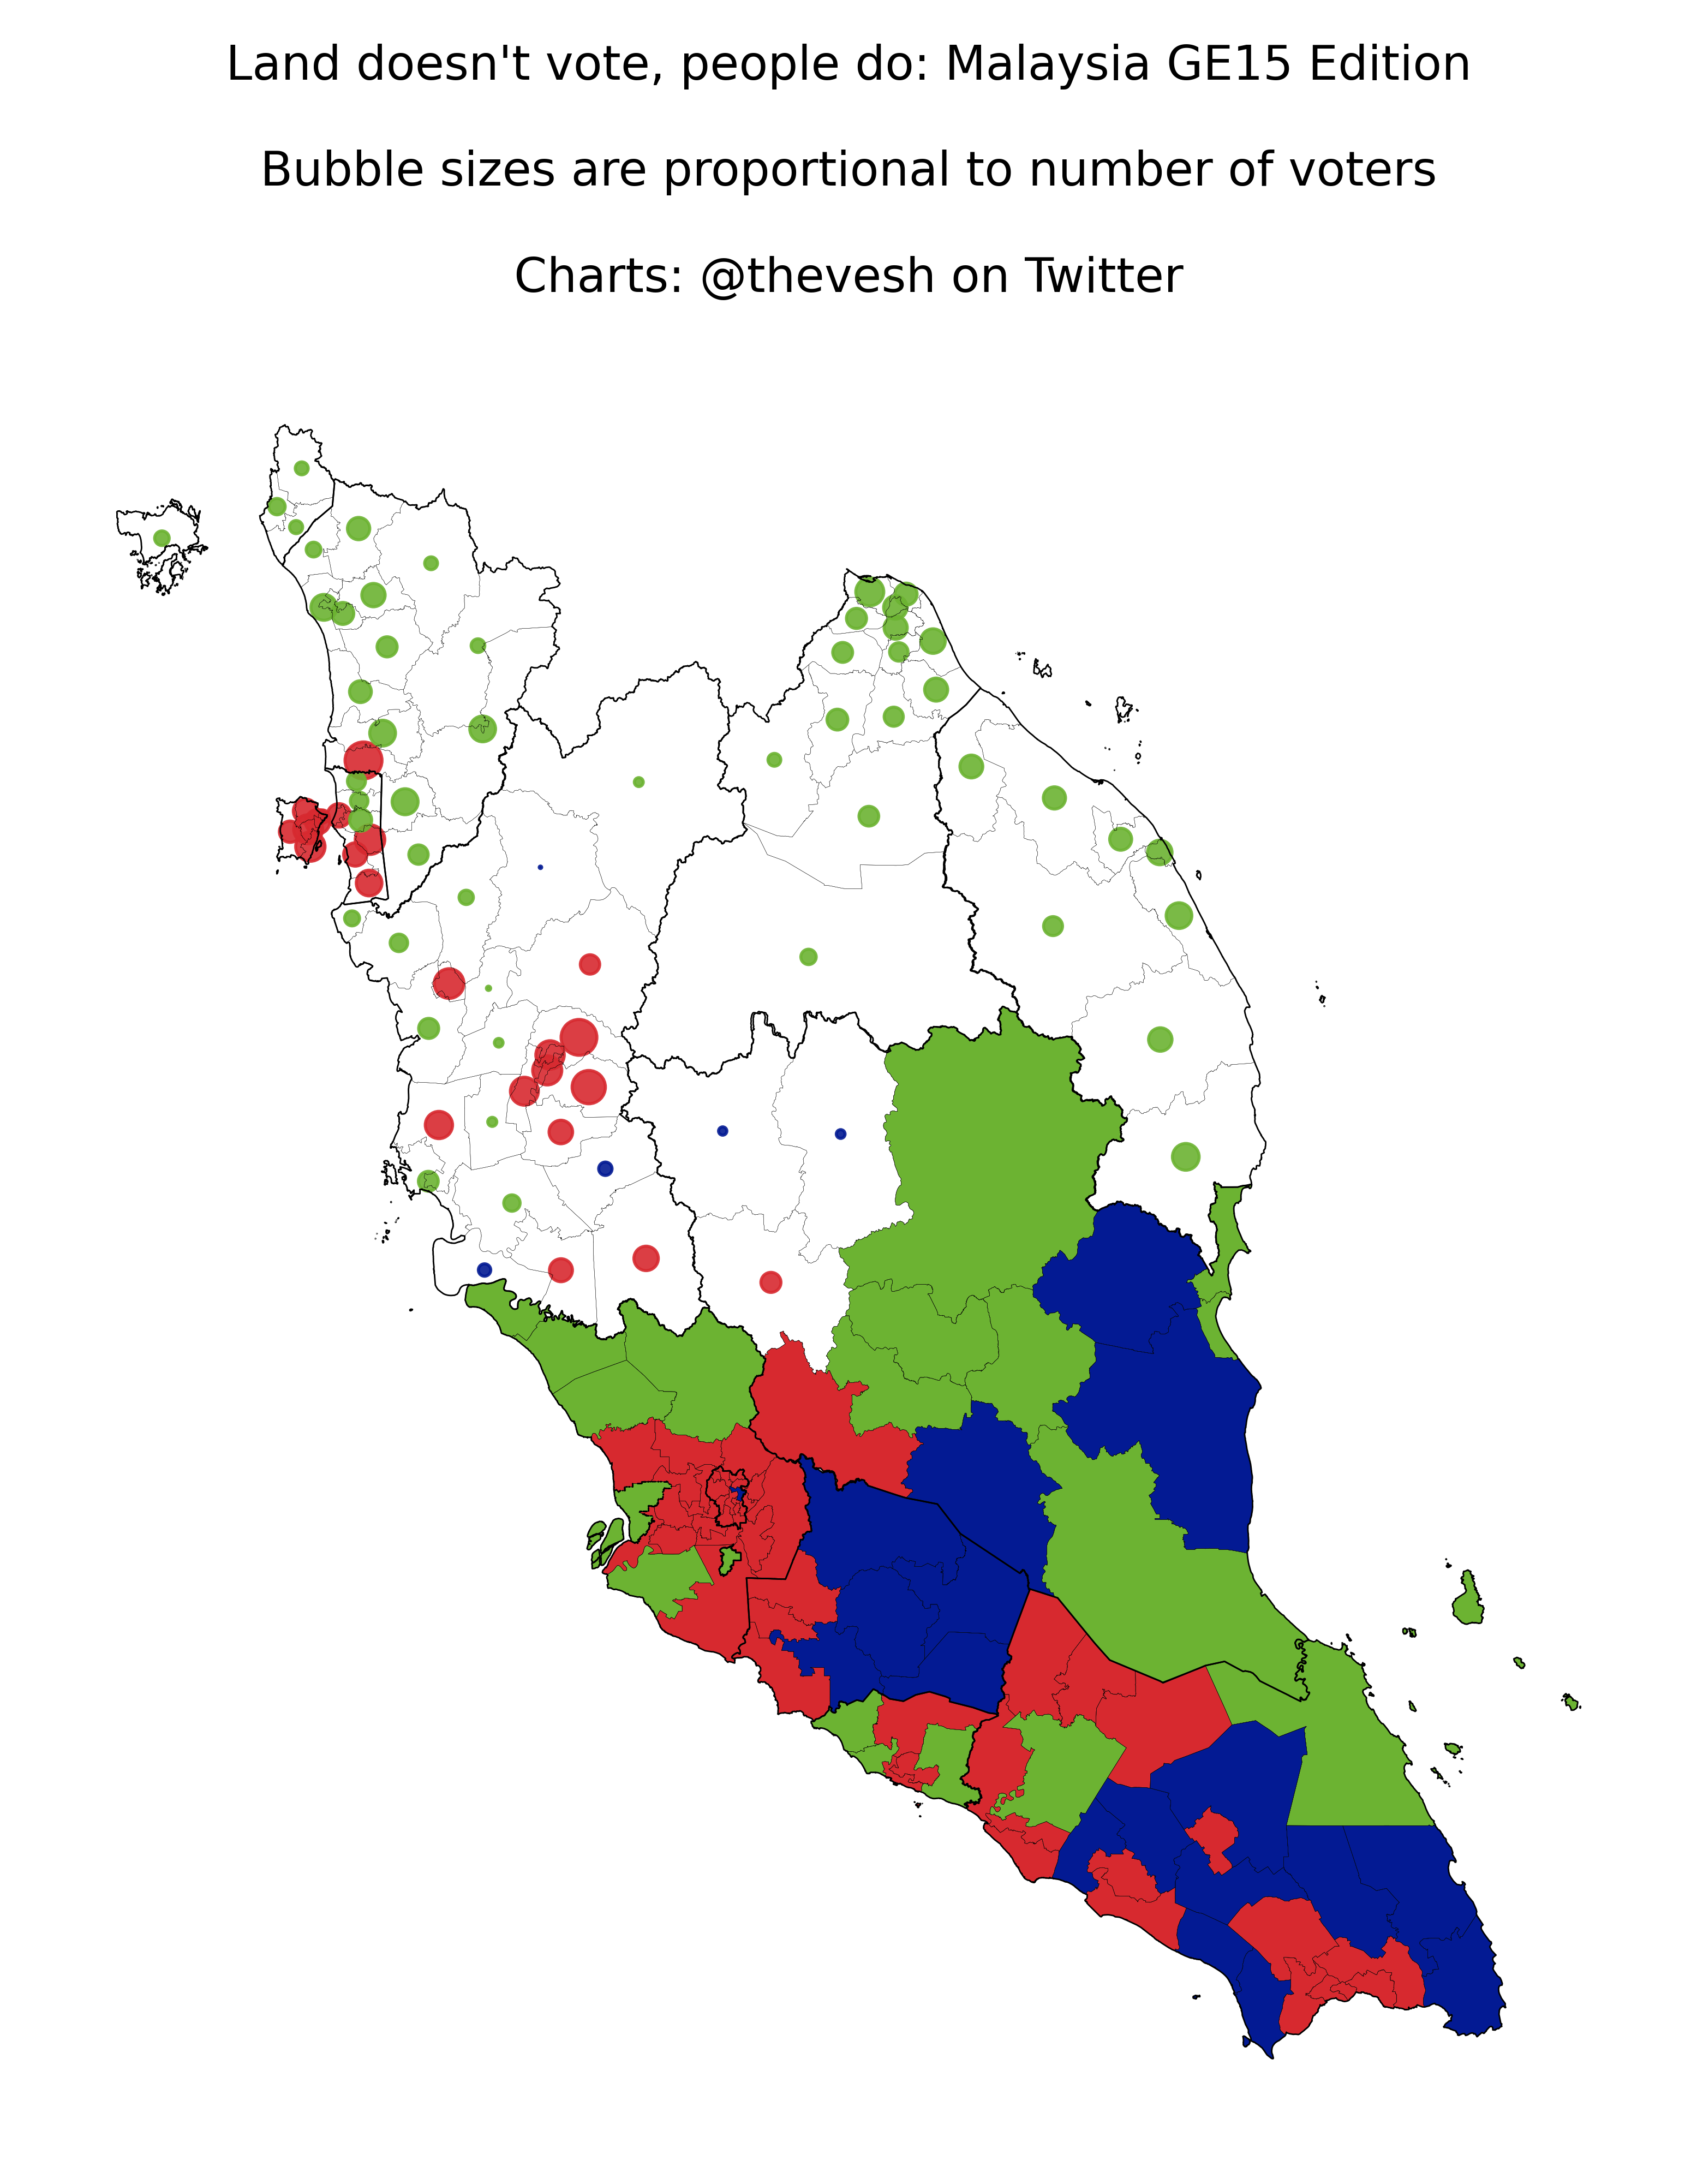 Land doesn't vote, people do: Malaysia GE15 Edition
Bubble sizes are proportional to number of voters
Charts: @thevesh on Twitter